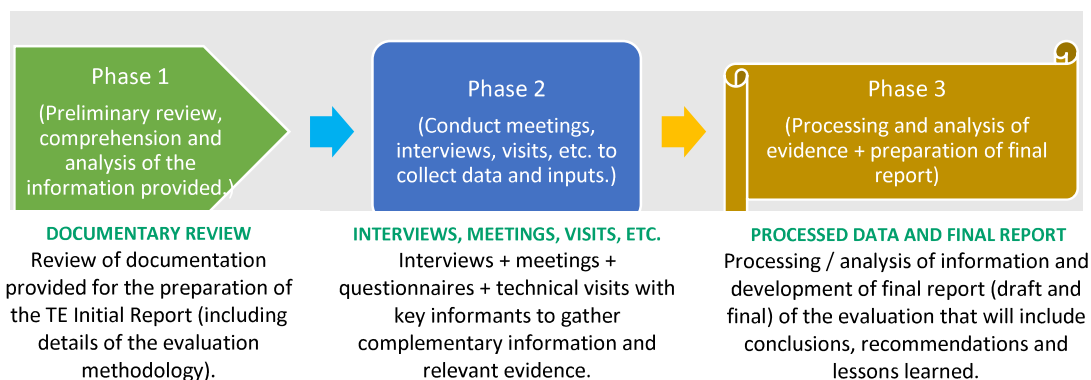 Phase 1
(Preliminary review,
comprehension and
analysis of the
information provided.)
Phase 2
(Conduct meetings,
interviews, visits, etc. to
collect data and inputs.)
Phase 3
(Processing and analysis of
evidence + preparation of final
report)
DOCUMENTARY REVIEW
Review of documentation
provided for the preparation of
the TE Initial Report (including
details of the evaluation
methodology).
INTERVIEWS, MEETINGS, VISITS, ETC.
Interviews + meetings +
questionnaires + technical visits with
key informants to gather
complementary information and
relevant evidence.
PROCESSED DATA AND FINAL REPORT
Processing / analysis of information and
development of final report (draft and
final) of the evaluation that will include
conclusions, recommendations and
lessons learned.